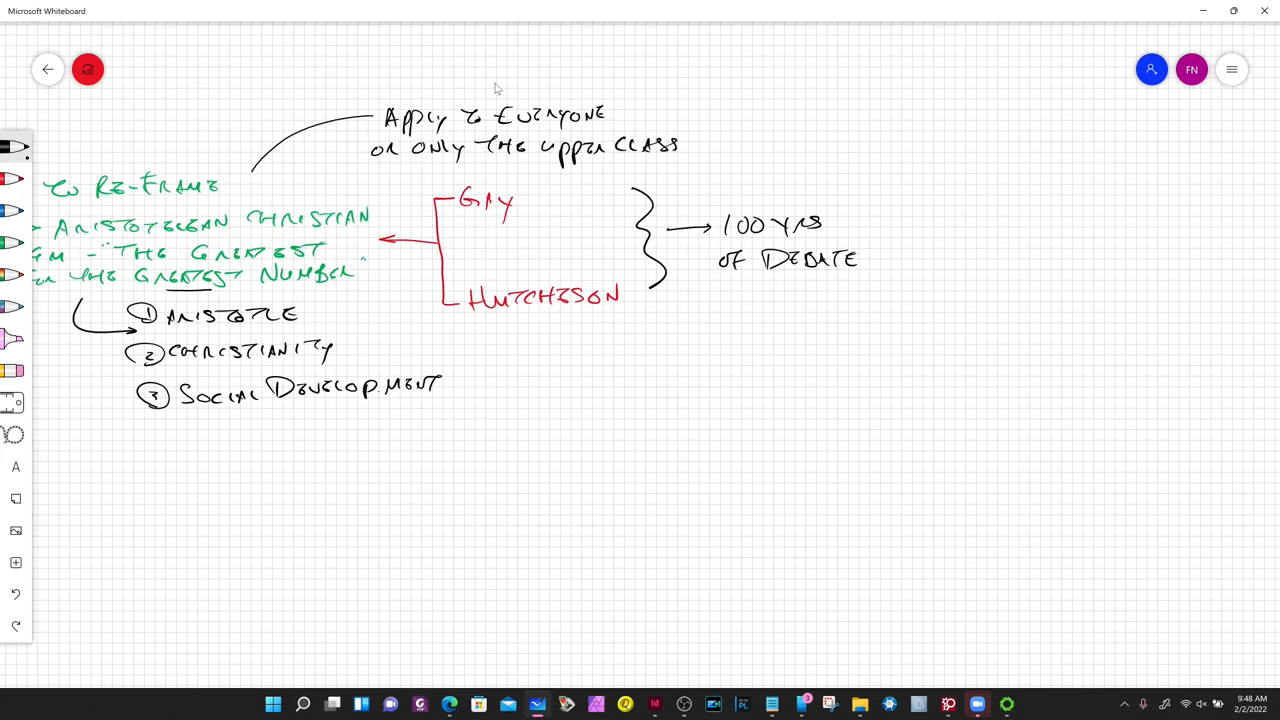 Microsoft Whiteboard
FN
APPLY TO EVERYONE
OR ONLY THE UPPER CLASS
TO RE-FRAME
ARISTOTELEAN CHRISTIAN
"THE GREATEST
FOR THE GREATEST NUMBER."
GAY
HUTCHESON
100 YRS
OF DEBATE
1 ARISTOTLE
2 CHRISTIANITY
3 SOCIAL DEVELOPMENT
A
3
9:48 AM
2/2/2022